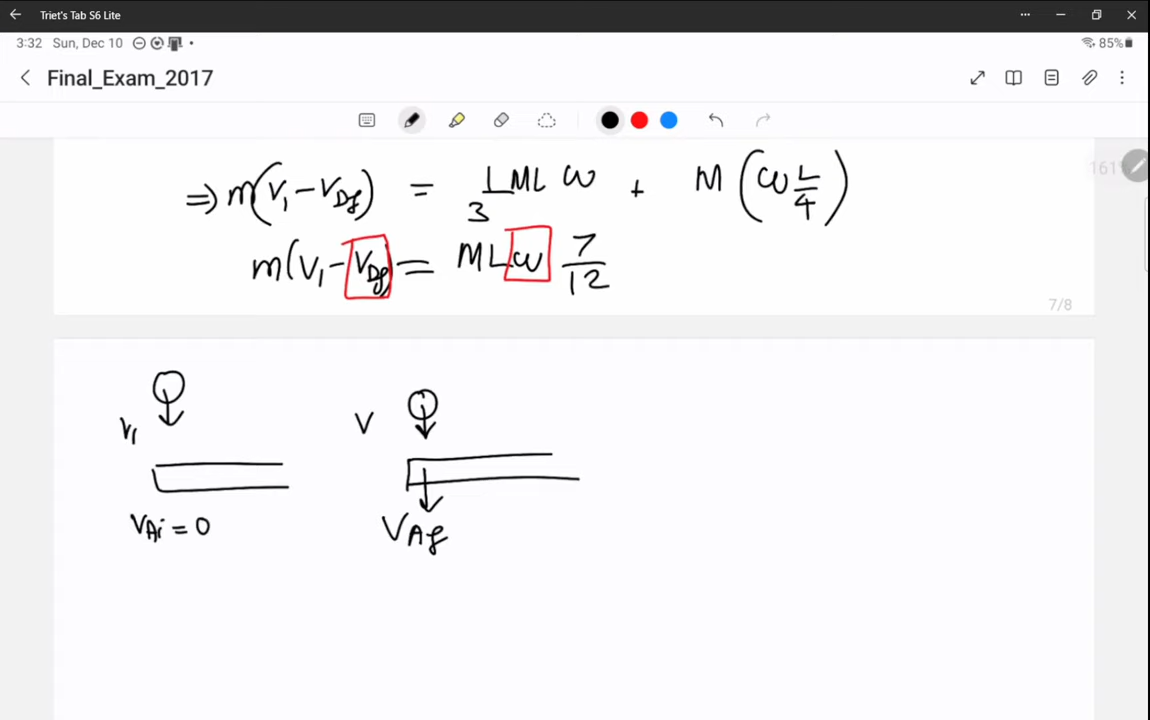 Triet's Tab S6 Lite
3:32 Sun, Dec 10 85%
Final_Exam_2017
161
⇒ m(V₁ - V_Df) = 1/3 ML ω + M (ω L/4)
m(V₁ - V_Df) = MLω 7/12
7/8
V₁ V
V_Ai = 0 V_Af